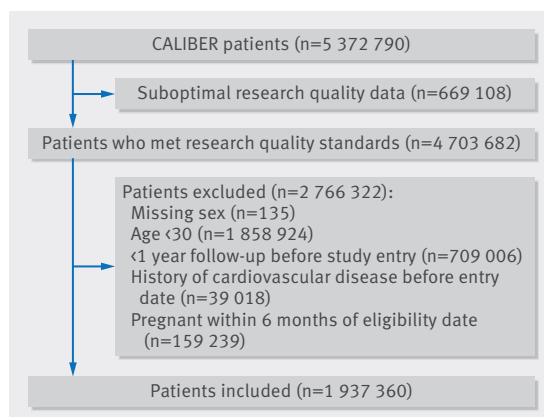 CALIBER patients (n=5 372 790)
Suboptimal research quality data (n=669 108)
Patients who met research quality standards (n=4 703 682)
Patients excluded (n=2 766 322):
Missing sex (n=135)
Age <30 (n=1 858 924)
<1 year follow-up before study entry (n=709 006)
History of cardiovascular disease before entry
date (n=39 018)
Pregnant within 6 months of eligibility date
(n=159 239)
Patients included (n=1 937 360)